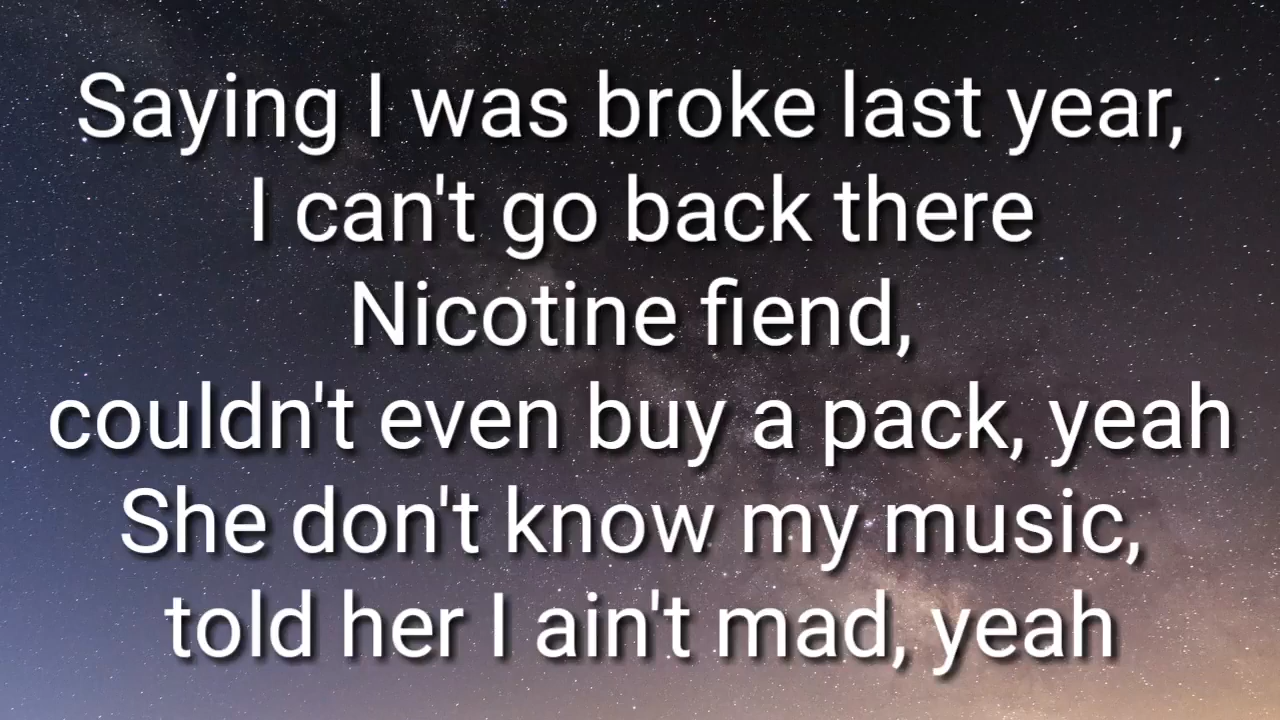 Saying I was broke last year,
I can't go back there
Nicotine fiend,
couldn't even buy a pack, yeah
She don't know my music,
told her I ain't mad, yeah